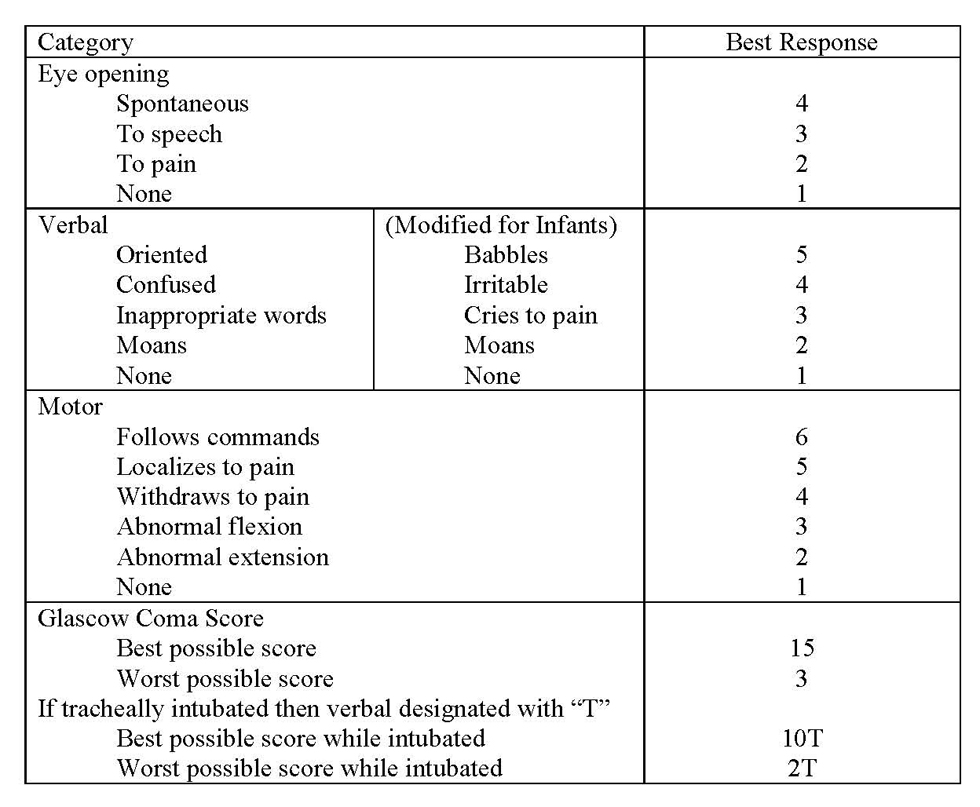 Category Best Response
Eye opening
Spontaneous 4
To speech 3
To pain 2
None 1
Verbal (Modified for Infants)
Oriented Babbles 5
Confused Irritable 4
Inappropriate words Cries to pain 3
Moans Moans 2
None None 1
Motor
Follows commands 6
Localizes to pain 5
Withdraws to pain 4
Abnormal flexion 3
Abnormal extension 2
None 1
Glascow Coma Score
Best possible score 15
Worst possible score 3
If tracheally intubated then verbal designated with “T”
Best possible score while intubated 10T
Worst possible score while intubated 2T